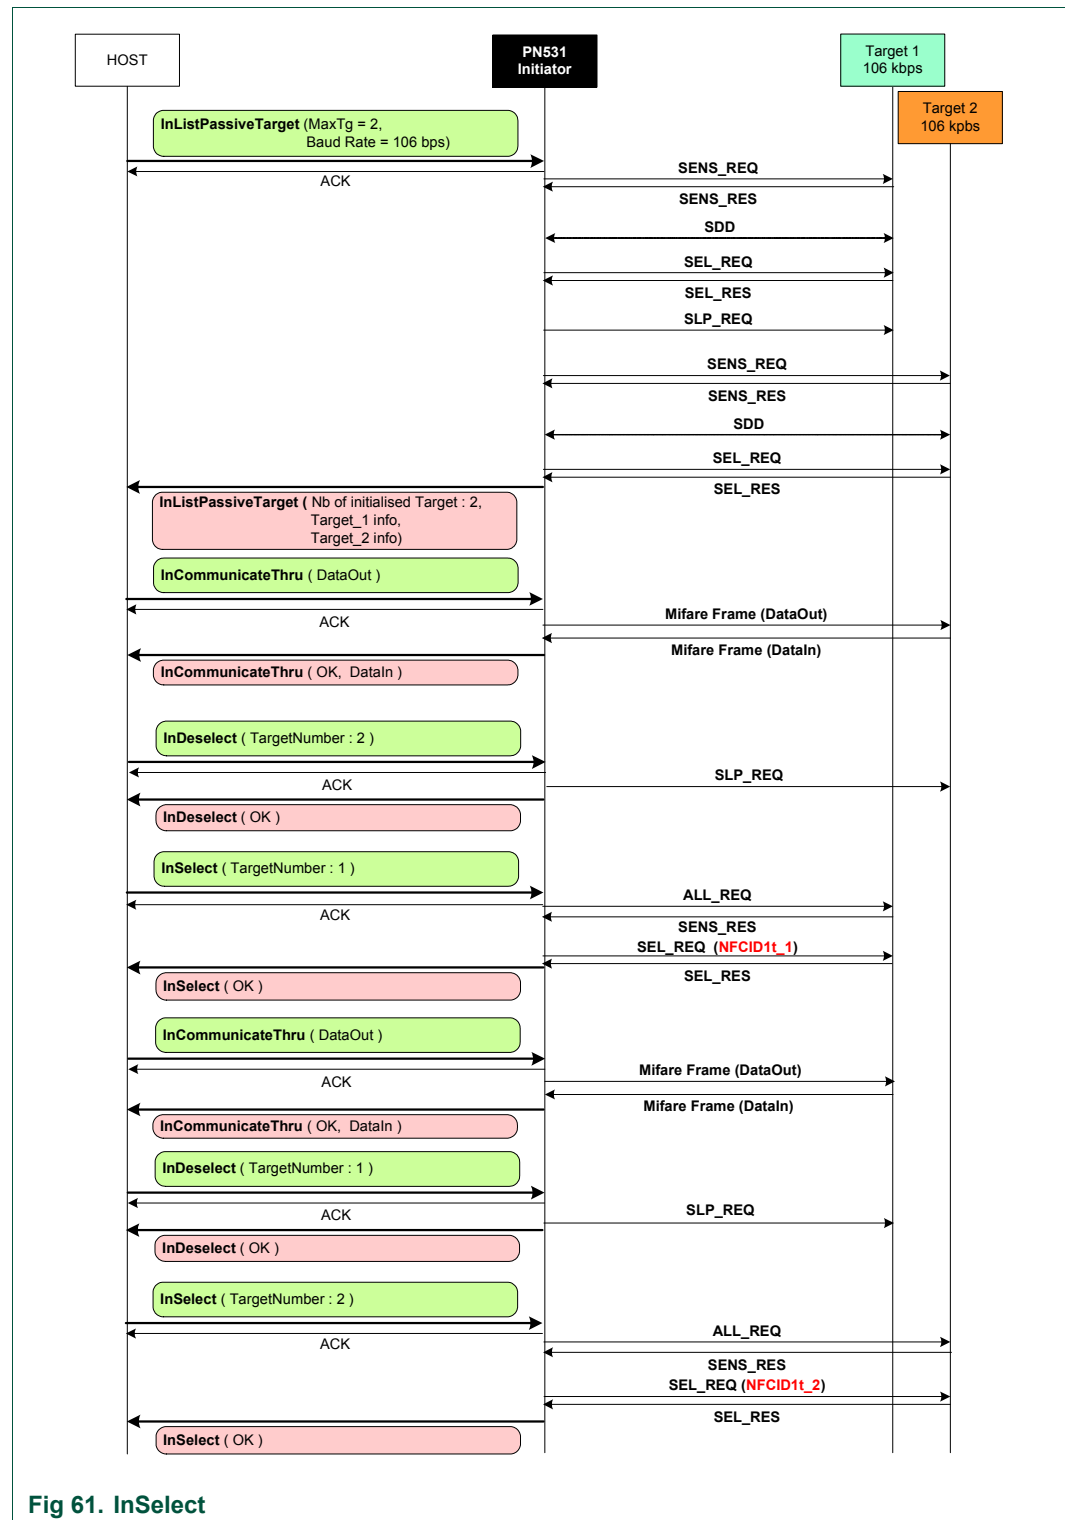 HOST
PN531
Initiator
Target 1
106 kbps
Target 2
106 kpbs
InListPassiveTarget (MaxTg = 2,
Baud Rate = 106 bps)
ACK
SENS_REQ
SENS_RES
SDD
SEL_REQ
SEL_RES
SLP_REQ
SENS_REQ
SENS_RES
SDD
SEL_REQ
SEL_RES
InListPassiveTarget ( Nb of initialised Target : 2,
Target_1 info,
Target_2 info)
InCommunicateThru ( DataOut )
ACK
Mifare Frame (DataOut)
Mifare Frame (DataIn)
InCommunicateThru ( OK, DataIn )
InDeselect ( TargetNumber : 2 )
ACK
SLP_REQ
InDeselect ( OK )
InSelect ( TargetNumber : 1 )
ACK
ALL_REQ
SENS_RES
SEL_REQ (NFCID1t_1)
SEL_RES
InSelect ( OK )
InCommunicateThru ( DataOut )
ACK
Mifare Frame (DataOut)
Mifare Frame (DataIn)
InCommunicateThru ( OK, DataIn )
InDeselect ( TargetNumber : 1 )
ACK
SLP_REQ
InDeselect ( OK )
InSelect ( TargetNumber : 2 )
ACK
ALL_REQ
SENS_RES
SEL_REQ (NFCID1t_2)
SEL_RES
InSelect ( OK )
Fig 61. InSelect